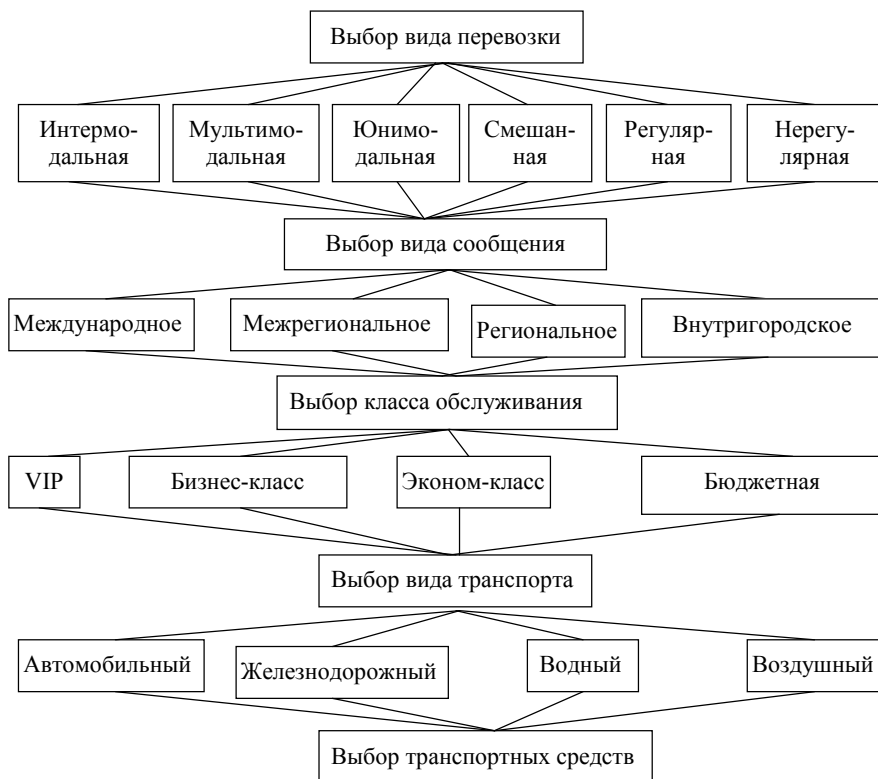 Выбор вида перевозки
Интермо-
дальная
Мультимо-
дальная
Юнимо-
дальная
Смешан-
ная
Регуляр-
ная
Нерегу-
лярная
Выбор вида сообщения
Международное
Межрегиональное
Региональное
Внутригородское
Выбор класса обслуживания
VIP
Бизнес-класс
Эконом-класс
Бюджетная
Выбор вида транспорта
Автомобильный
Железнодорожный
Водный
Воздушный
Выбор транспортных средств